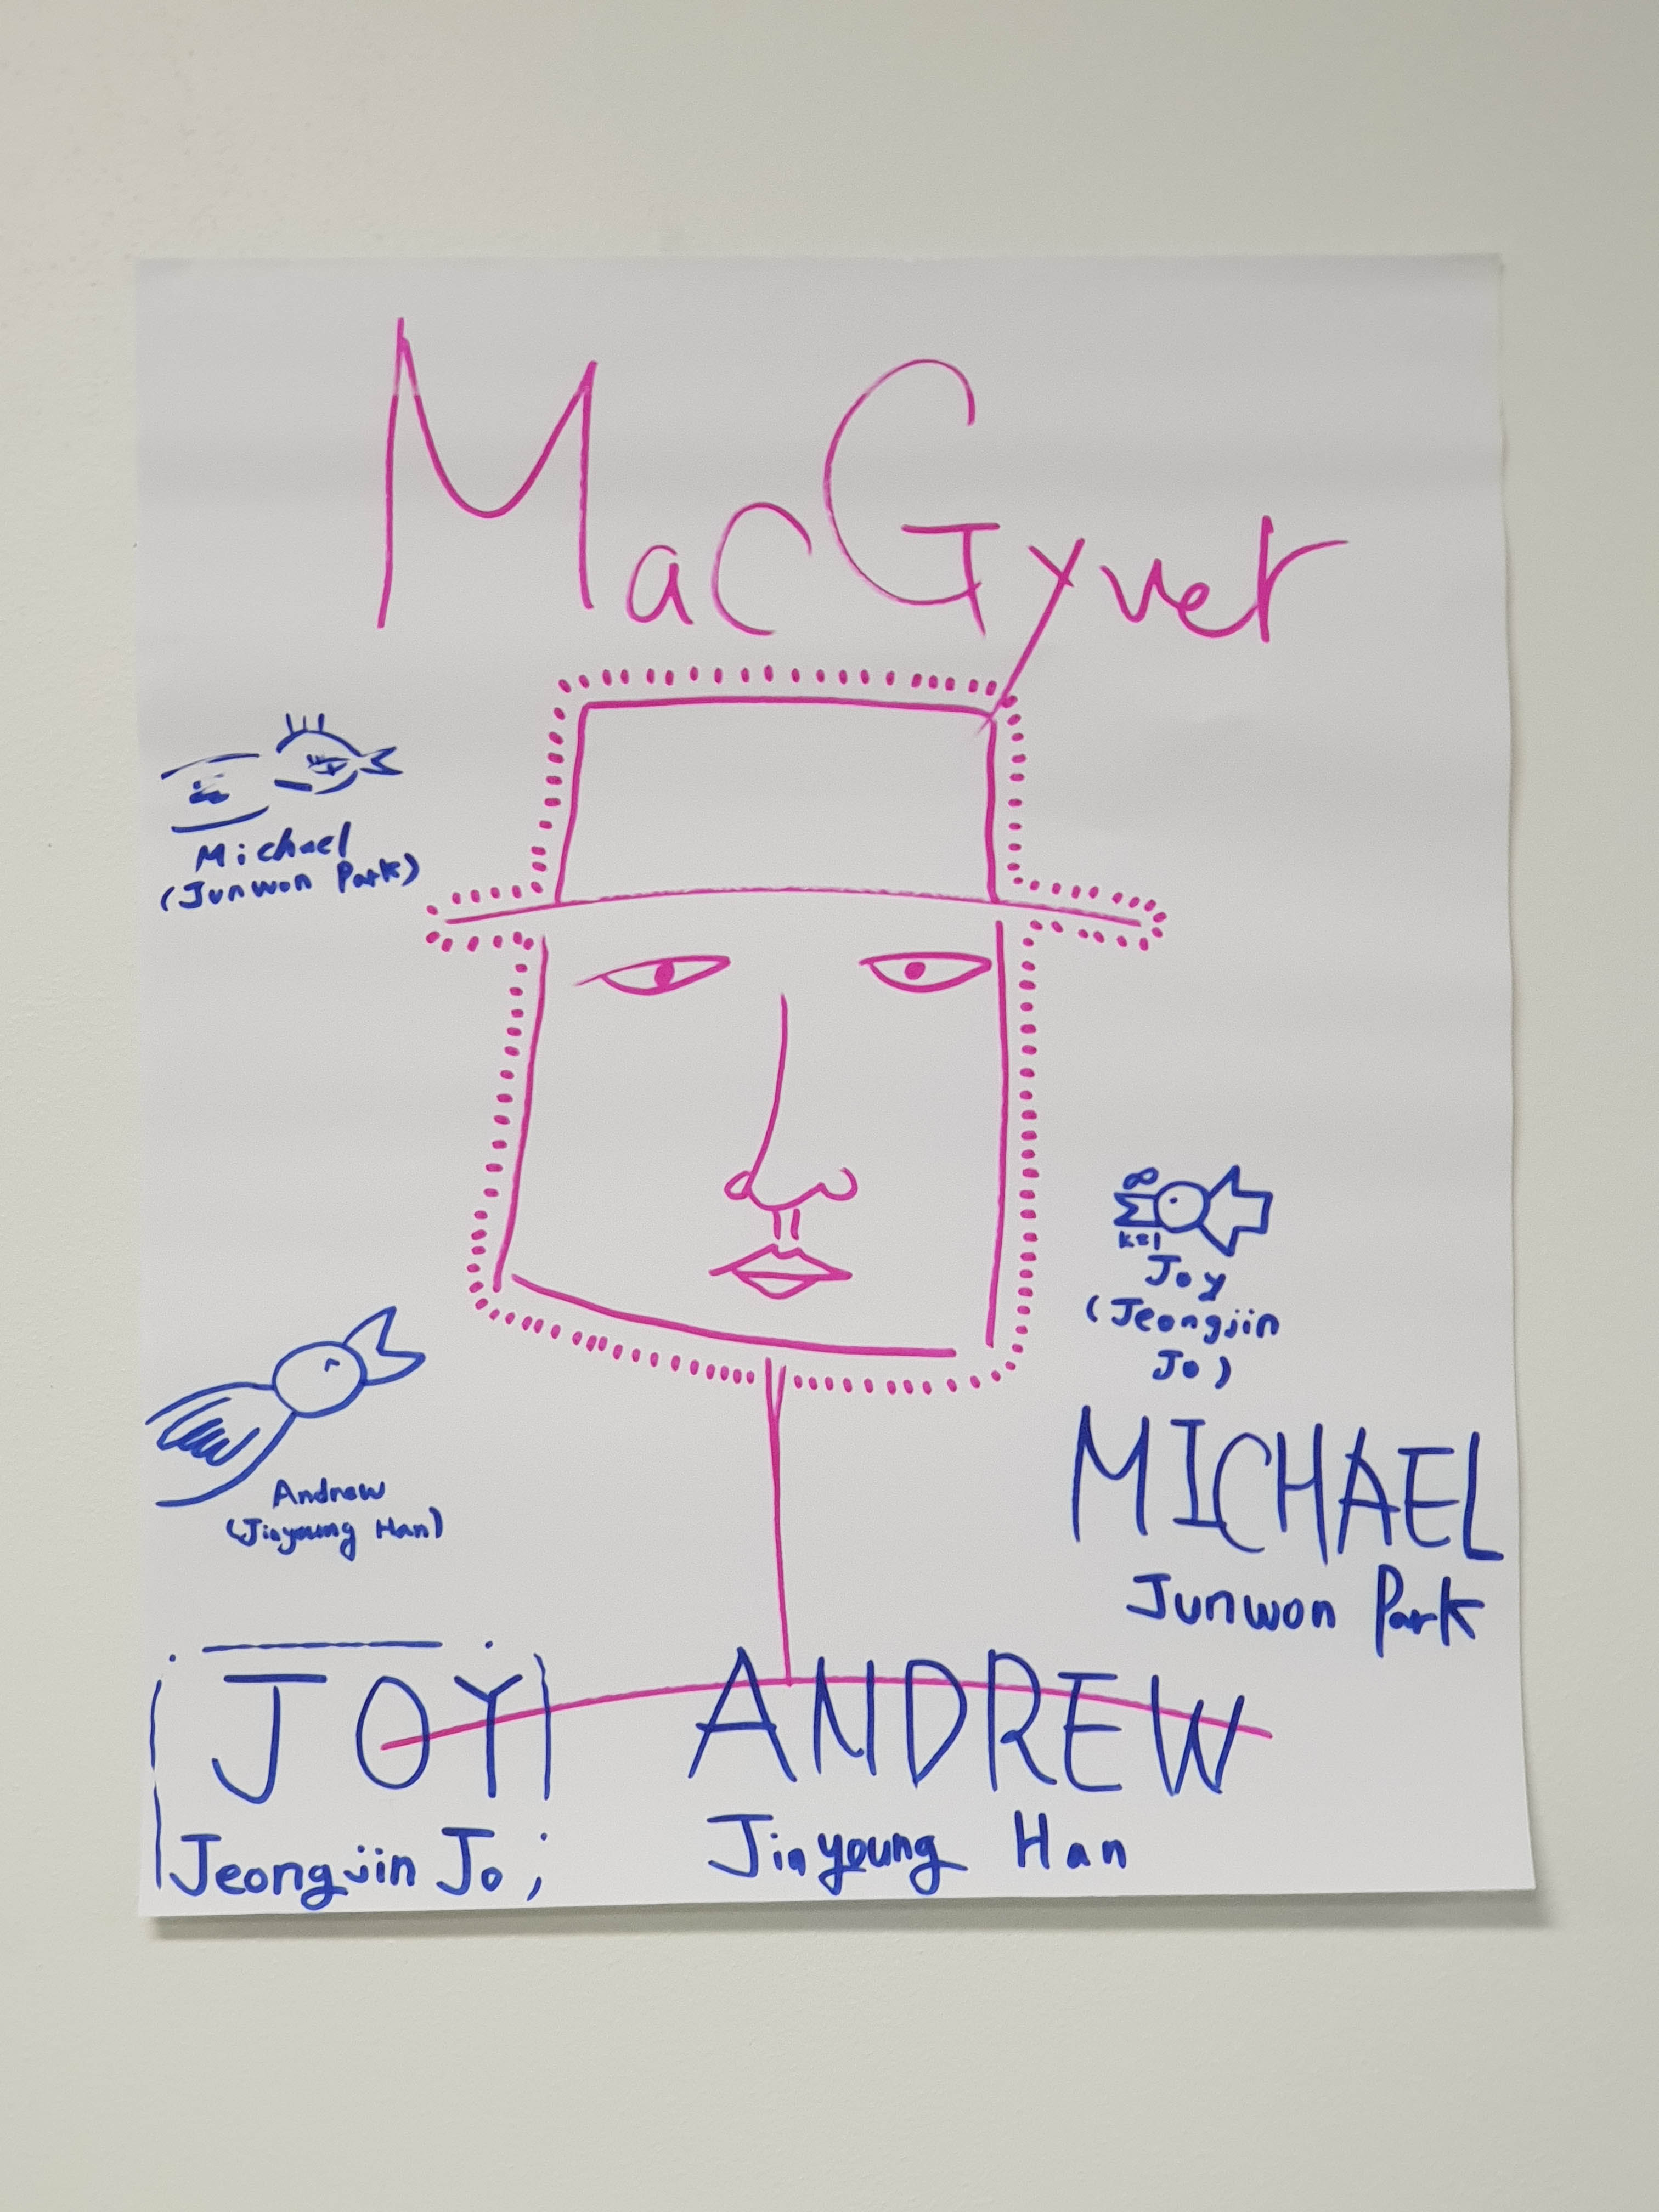 MacGyver
Michael
(Junwon Park)
∞
Σ
k=1
Joy
(Jeongjin
Jo)
Andrew
(Jinyoung Han)
MICHAEL
Junwon Park
JOY
Jeongjin Jo;
ANDREW
Jinyoung Han